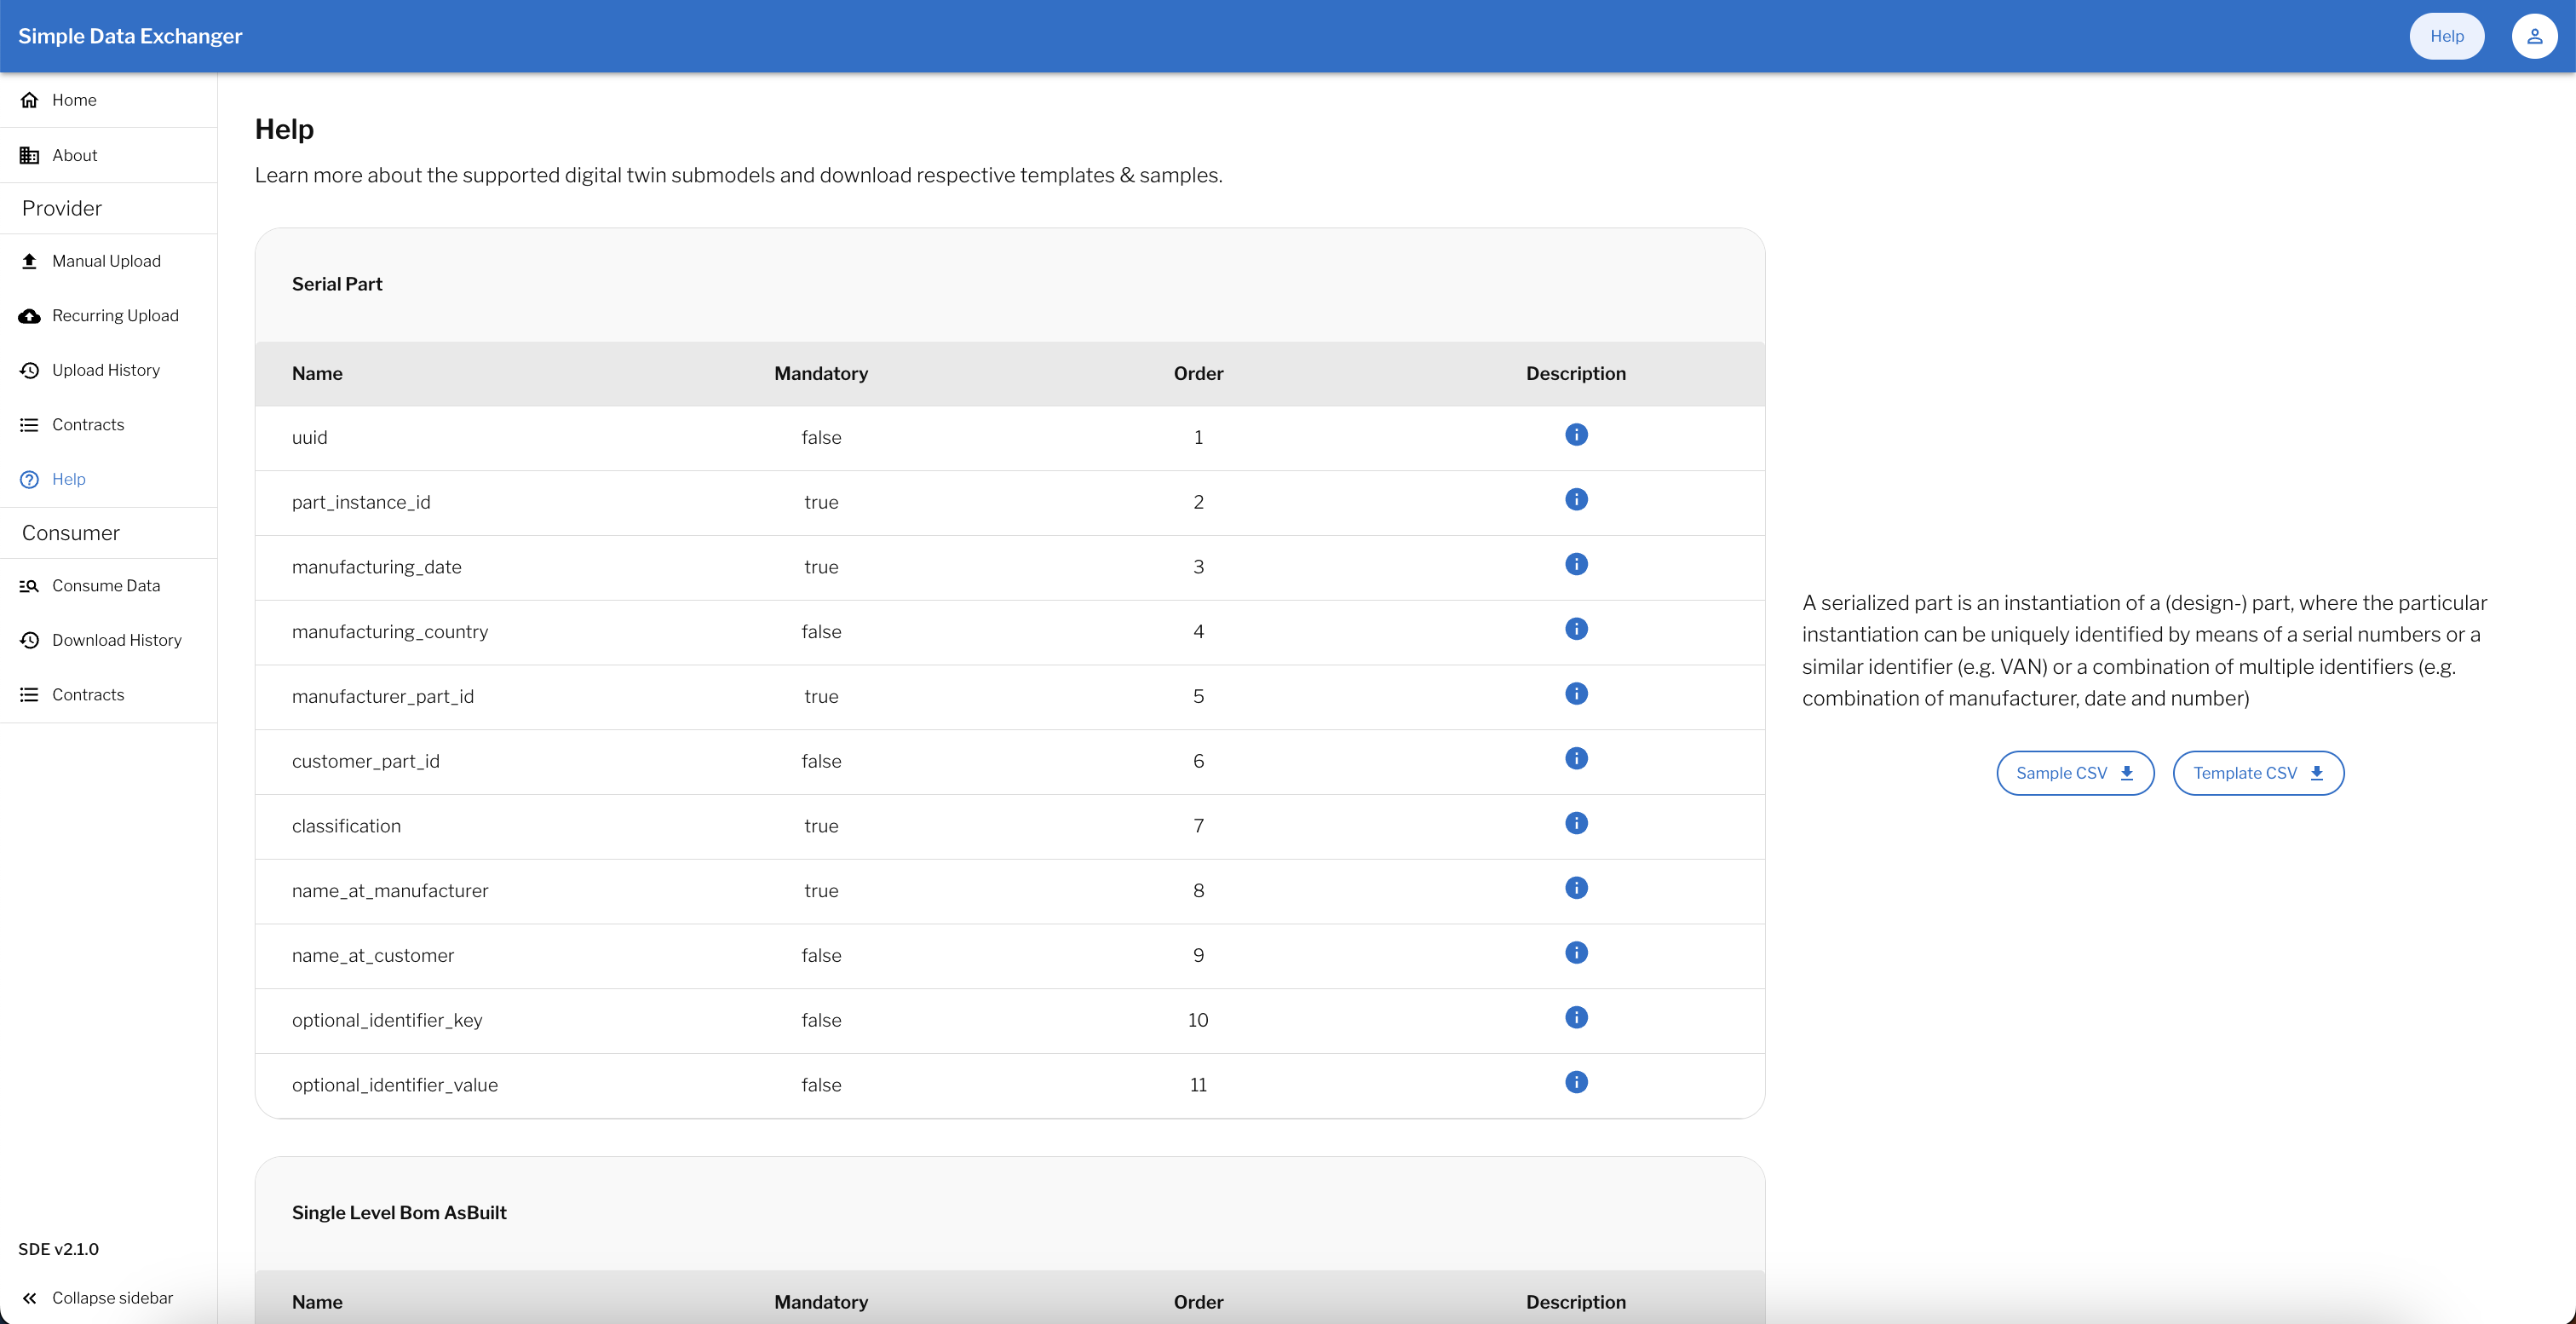 Simple Data Exchanger
Help
Home
About
Provider
Manual Upload
Recurring Upload
Upload History
Contracts
Help
Consumer
Consume Data
Download History
Contracts
SDE v2.1.0
Collapse sidebar
Help
Learn more about the supported digital twin submodels and download respective templates & samples.
Serial Part
Name Mandatory Order Description
uuid false 1
part_instance_id true 2
manufacturing_date true 3
manufacturing_country false 4
manufacturer_part_id true 5
customer_part_id false 6
classification true 7
name_at_manufacturer true 8
name_at_customer false 9
optional_identifier_key false 10
optional_identifier_value false 11
A serialized part is an instantiation of a (design-) part, where the particular
instantiation can be uniquely identified by means of a serial numbers or a
similar identifier (e.g. VAN) or a combination of multiple identifiers (e.g.
combination of manufacturer, date and number)
Sample CSV Template CSV
Single Level Bom AsBuilt
Name Mandatory Order Description